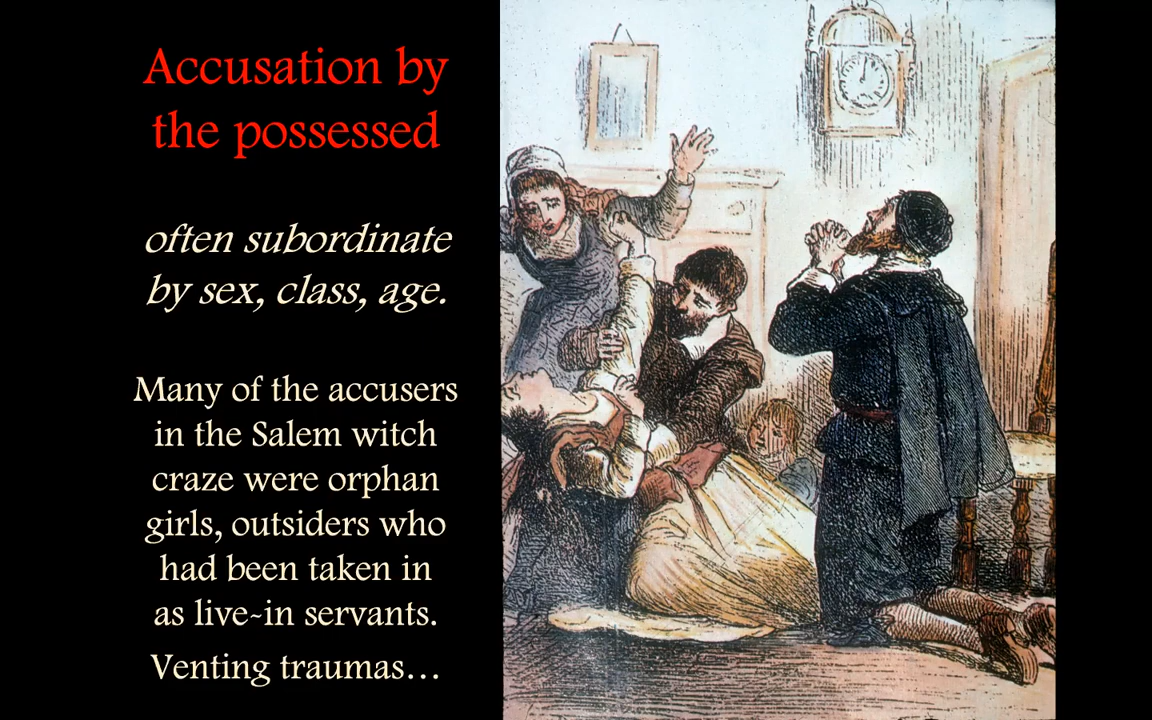 Accusation by
the possessed
often subordinate
by sex, class, age.
Many of the accusers
in the Salem witch
craze were orphan
girls, outsiders who
had been taken in
as live-in servants.
Venting traumas…